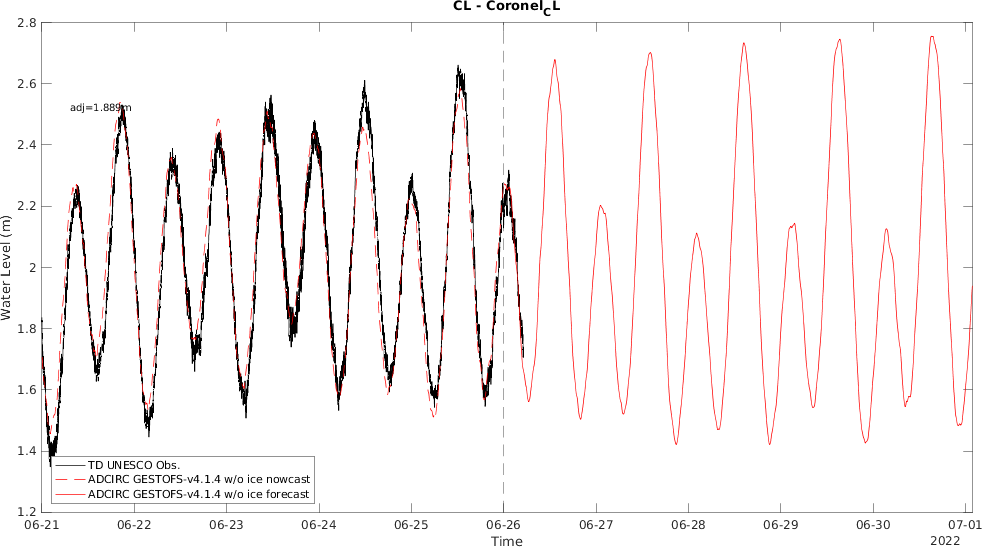 CL - Coronel_CL
2.8
2.6
2.4
2.2
2
1.8
1.6
1.4
1.2
Water Level (m)
adj=1.889m
TD UNESCO Obs.
ADCIRC GESTOFS-v4.1.4 w/o ice nowcast
ADCIRC GESTOFS-v4.1.4 w/o ice forecast
06-21 06-22 06-23 06-24 06-25 06-26 06-27 06-28 06-29 06-30 07-01
Time
2022